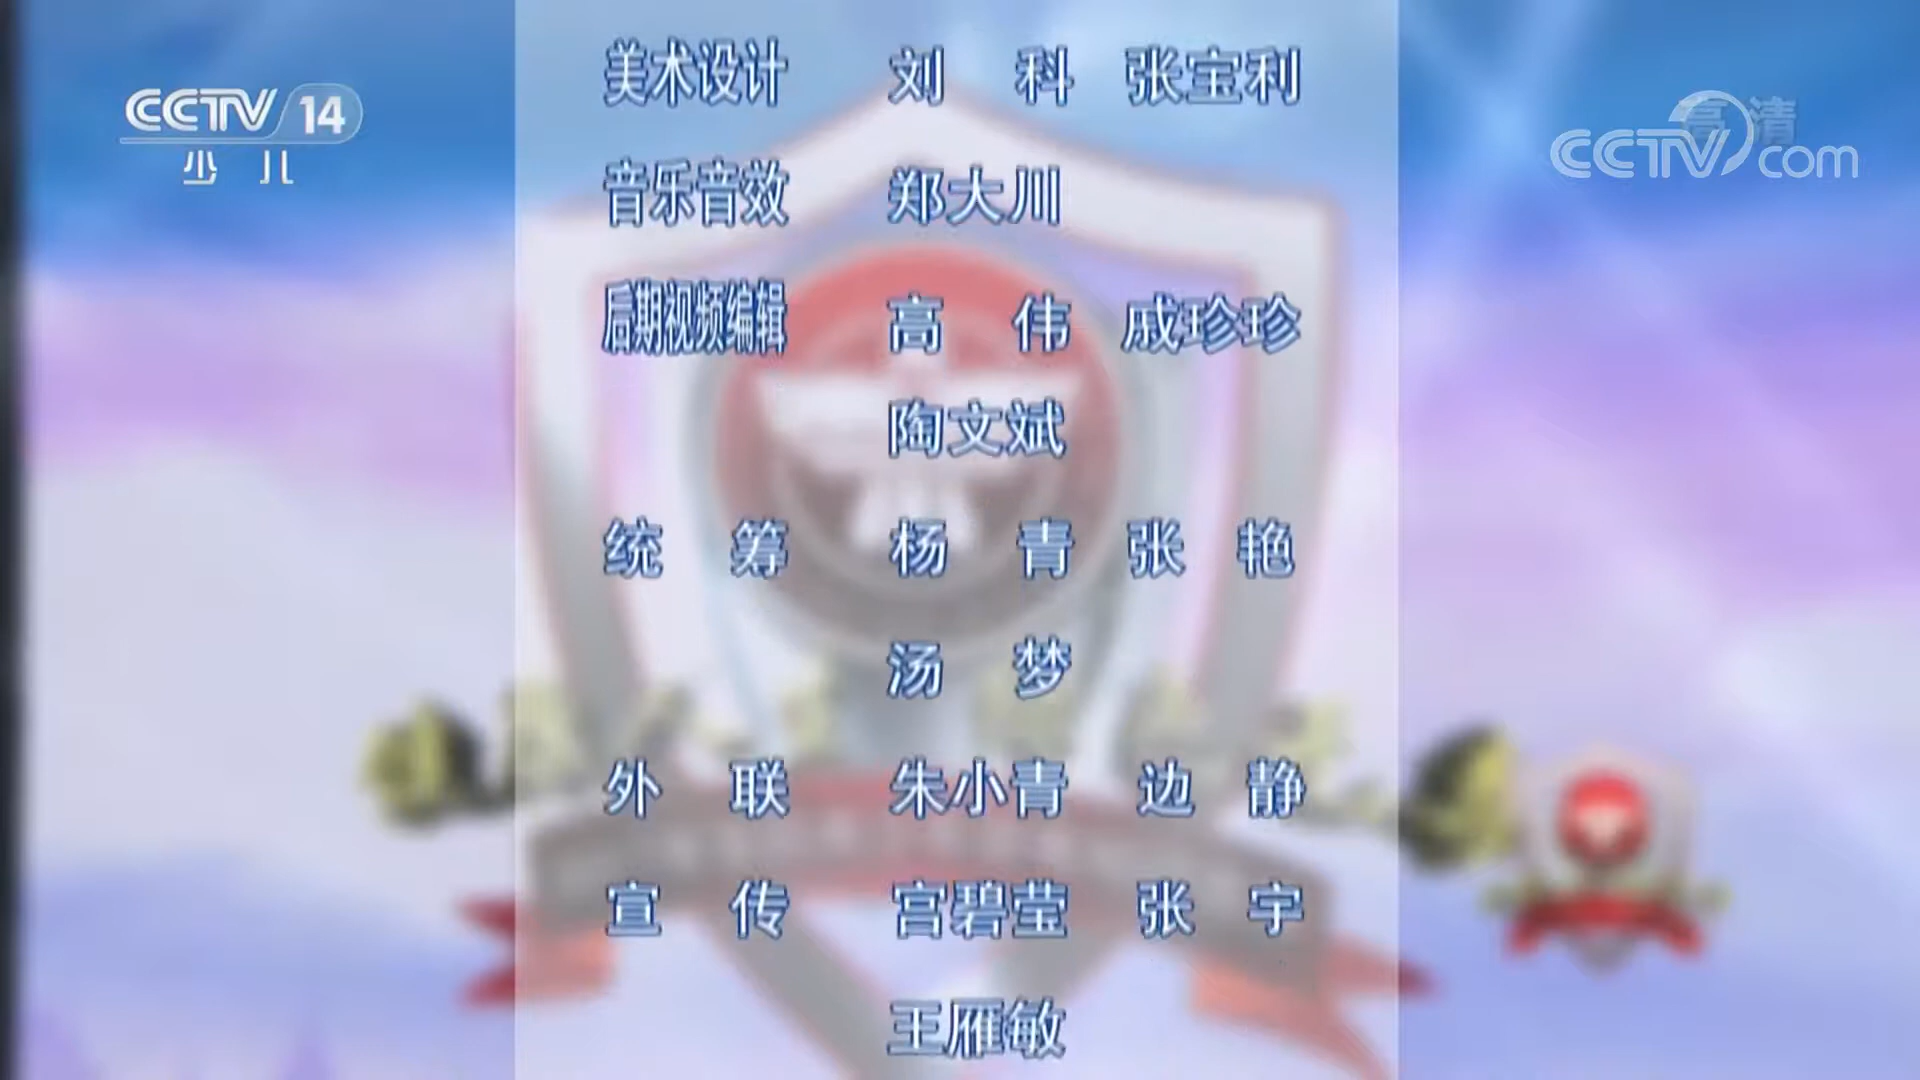 CCTV 14
少儿
高清
CCTV com
美术设计 刘科 张宝利
音乐音效 郑大川
后期视频编辑 高伟 戚珍珍
陶文斌
统筹 杨青 张艳
汤梦
外联 朱小青 边静
宣传 宫碧莹 张宇
王雁敏